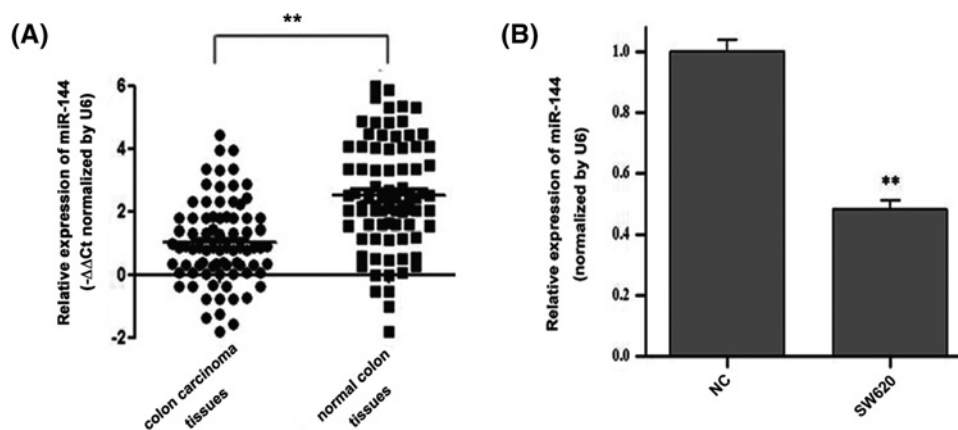 (A)
**
Relative expression of miR-144
(-ΔΔCt normalized by U6)
6
4
2
0
-2
colon carcinoma
tissues
normal colon
tissues
(B)
Relative expression of miR-144
(normalized by U6)
1.0
0.8
0.6
0.4
0.2
0.0
**
NC
SW620